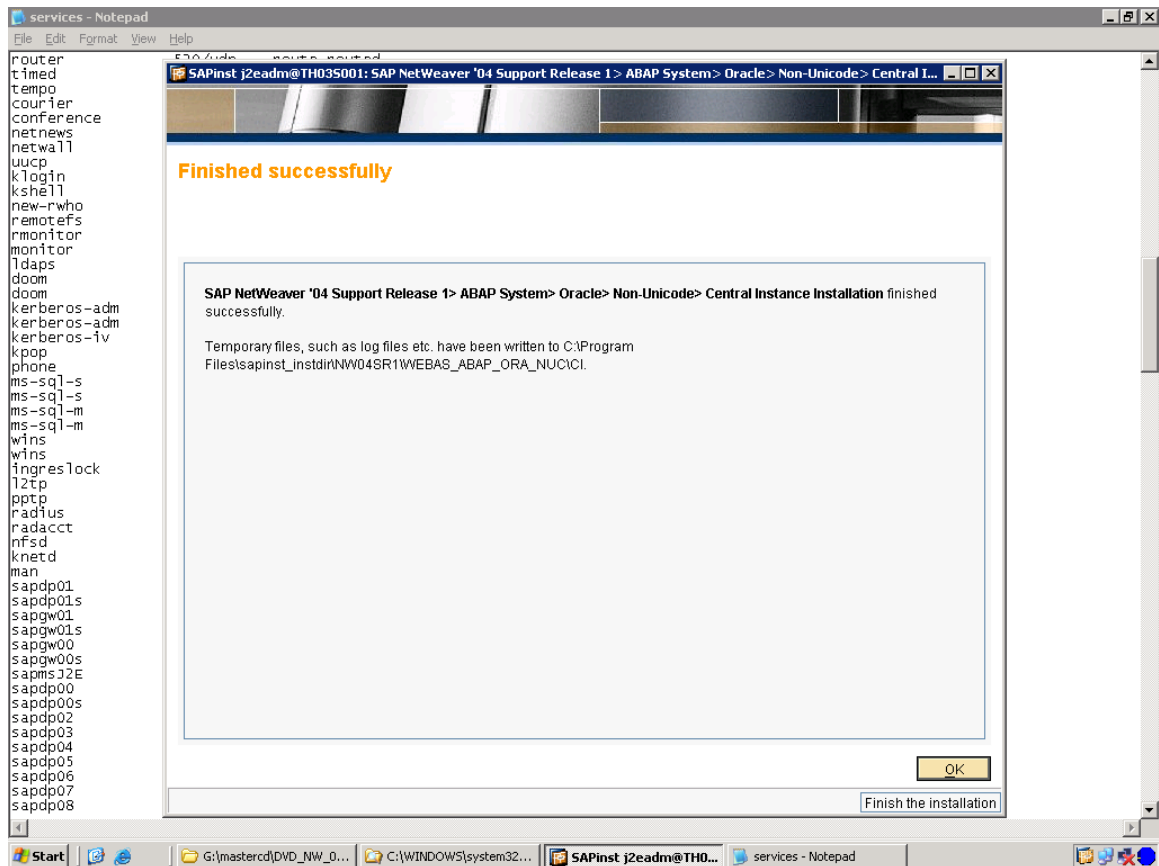 services - Notepad
File Edit Format View Help
router
timed
tempo
courier
conference
netnews
netwall
uucp
klogin
kshell
new-rwho
remotefs
rmonitor
monitor
ldaps
doom
doom
kerberos-adm
kerberos-adm
kerberos-iv
kpop
phone
ms-sql-s
ms-sql-s
ms-sql-m
ms-sql-m
wins
wins
ingreslock
l2tp
pptp
radius
radacct
nfsd
knetd
man
sapdp01
sapdp01s
sapgw01
sapgw01s
sapgw00
sapgw00s
sapmsJ2E
sapdp00
sapdp00s
sapdp02
sapdp03
sapdp04
sapdp05
sapdp06
sapdp07
sapdp08
SAPinst j2eadm@TH03S001: SAP NetWeaver '04 Support Release 1> ABAP System> Oracle> Non-Unicode> Central I...
Finished successfully
SAP NetWeaver '04 Support Release 1> ABAP System> Oracle> Non-Unicode> Central Instance Installation finished
successfully.
Temporary files, such as log files etc. have been written to C:\Program
Files\sapinst_instdir\NW04SR1\WEBAS_ABAP_ORA_NUC\CI.
OK
Finish the installation
Start
G:\mastercd\DVD_NW_0...
C:\WINDOWS\system32...
SAPinst j2eadm@TH0...
services - Notepad